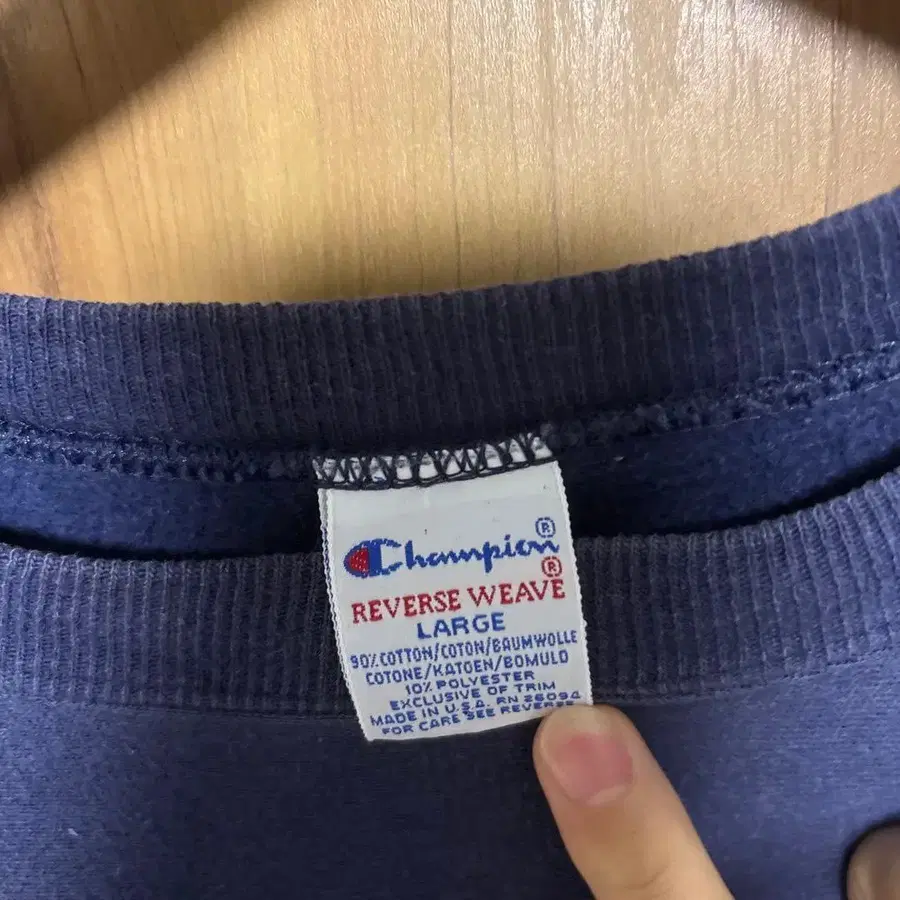 Champion®
REVERSE WEAVE®
LARGE
90% COTTON/COTON/BAUMWOLLE
COTONE/KATOEN/BOMULD
10% POLYESTER
EXCLUSIVE OF TRIM
MADE IN U.S.A. RN 26094
FOR CARE SEE REVERSE